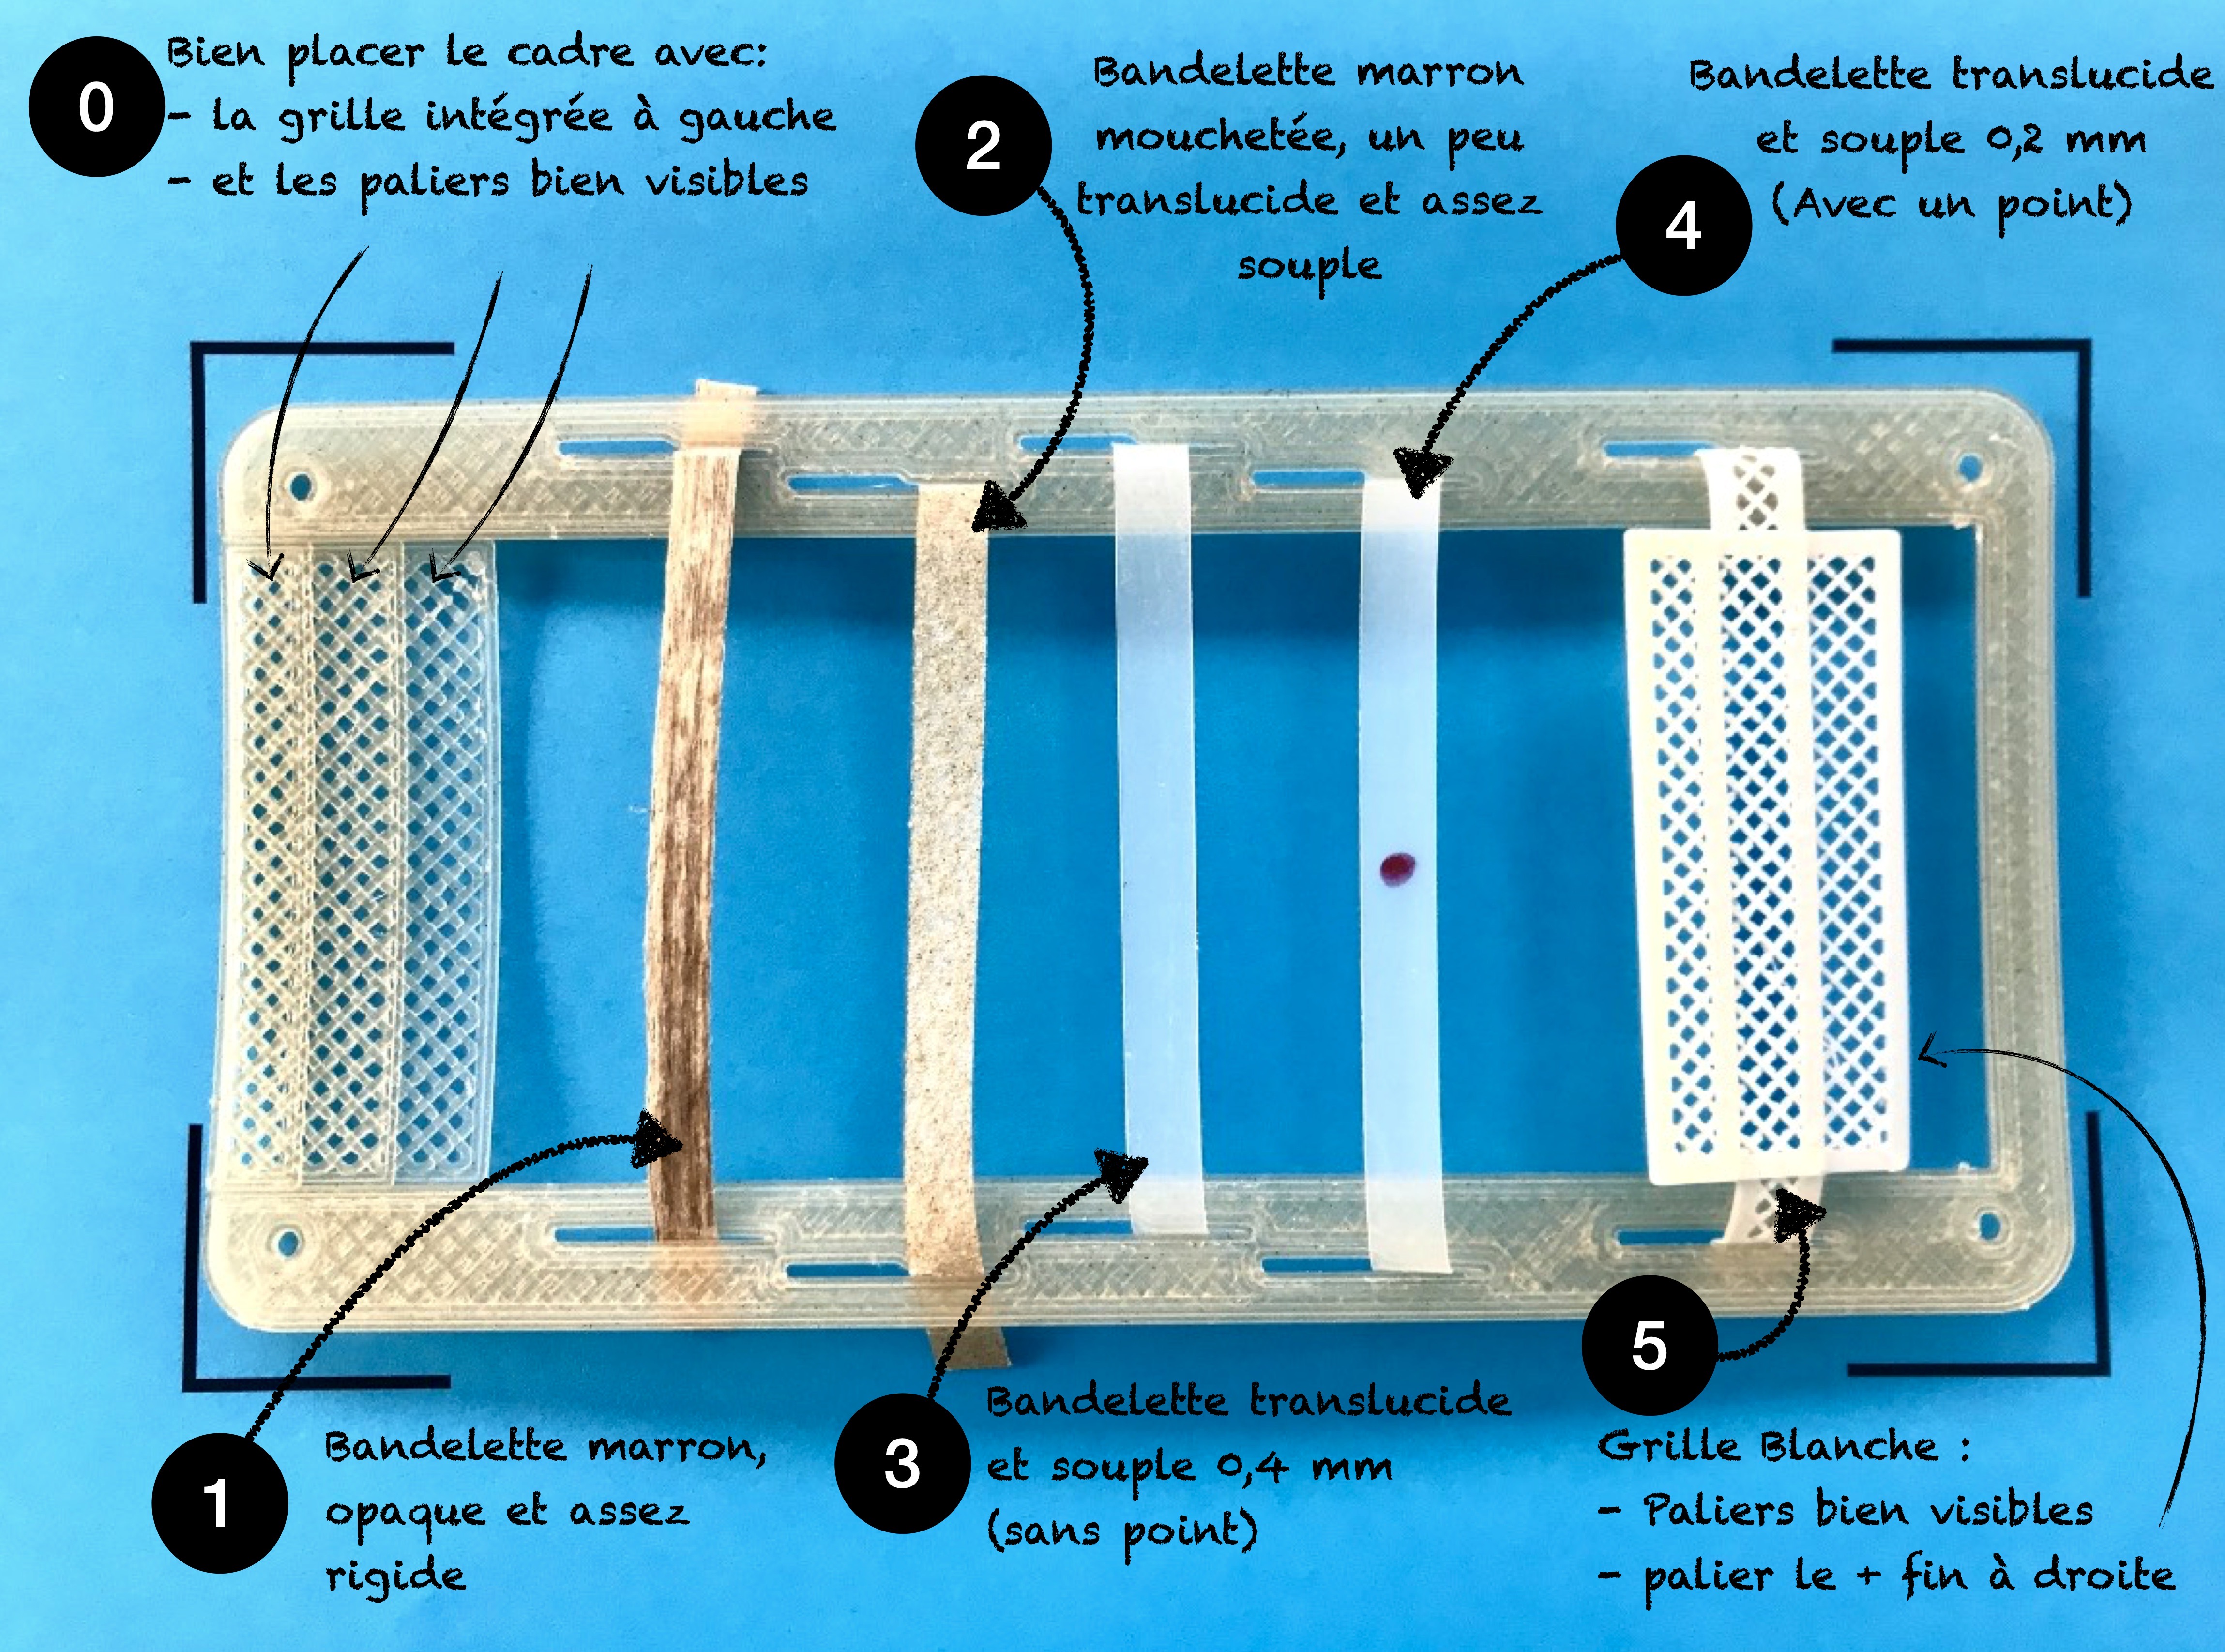 0
Bien placer le cadre avec:
- la grille intégrée à gauche
- et les paliers bien visibles
2
Bandelette marron
mouchetée, un peu
translucide et assez
souple
4
Bandelette translucide
et souple 0,2 mm
(Avec un point)
1
Bandelette marron,
opaque et assez
rigide
3
Bandelette translucide
et souple 0,4 mm
(sans point)
5
Grille Blanche :
- Paliers bien visibles
- palier le + fin à droite